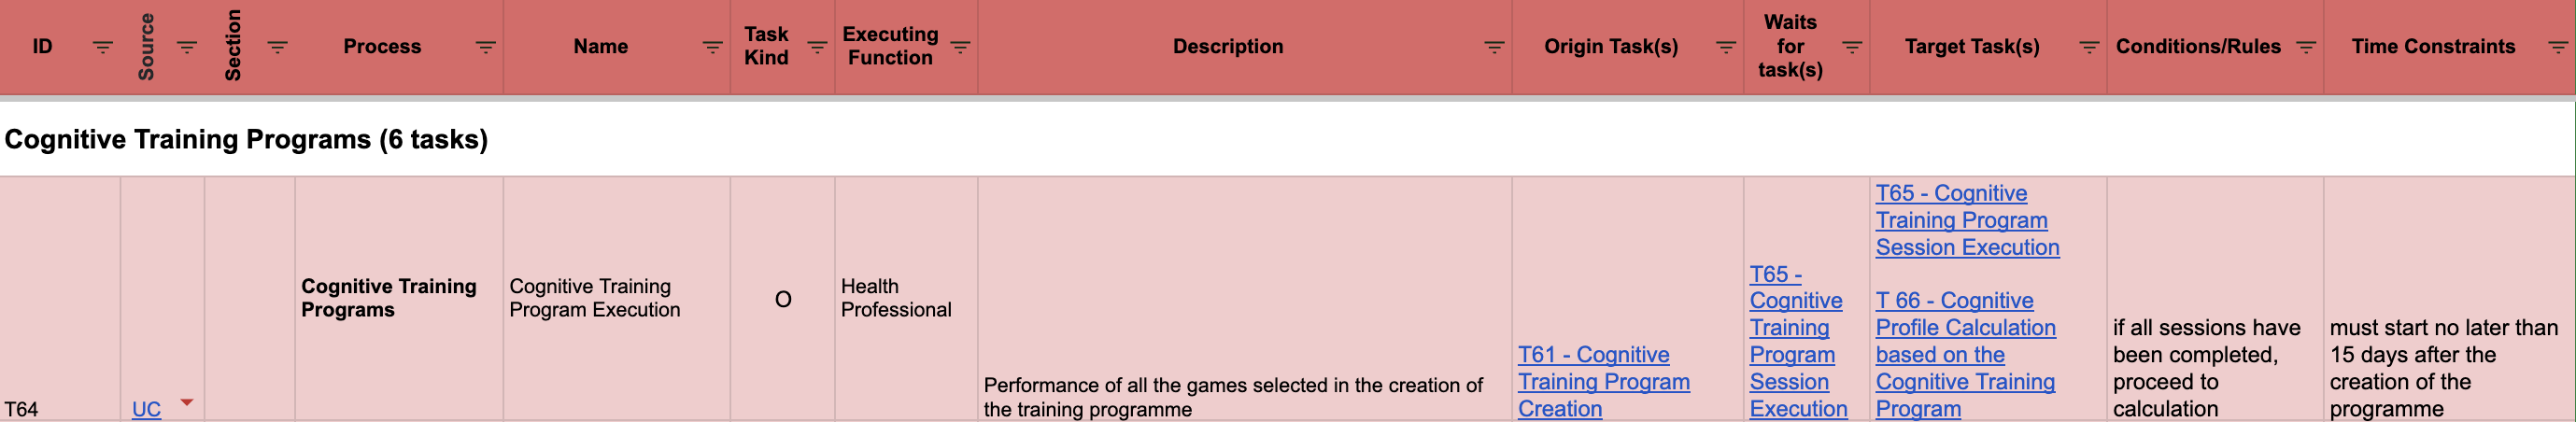 ID
Source
Section
Process
Name
Task
Kind
Executing
Function
Description
Origin Task(s)
Waits
for
task(s)
Target Task(s)
Conditions/Rules
Time Constraints
Cognitive Training Programs (6 tasks)
T64
UC
Cognitive Training
Programs
Cognitive Training
Program Execution
O
Health
Professional
Performance of all the games selected in the creation of
the training programme
T61 - Cognitive
Training Program
Creation
T65 -
Cognitive
Training
Program
Session
Execution
T65 - Cognitive
Training Program
Session Execution
T 66 - Cognitive
Profile Calculation
based on the
Cognitive Training
Program
if all sessions have
been completed,
proceed to
calculation
must start no later than
15 days after the
creation of the
programme